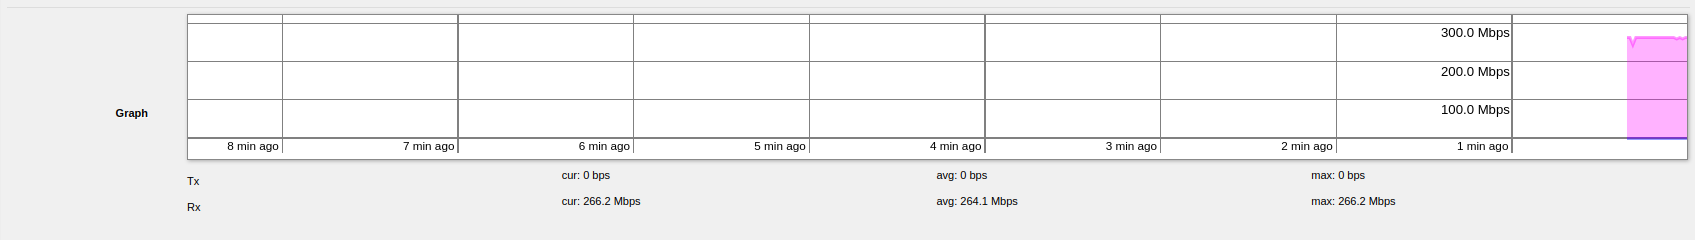 300.0 Mbps
200.0 Mbps
100.0 Mbps
Graph
8 min ago 7 min ago 6 min ago 5 min ago 4 min ago 3 min ago 2 min ago 1 min ago
Tx cur: 0 bps avg: 0 bps max: 0 bps
Rx cur: 266.2 Mbps avg: 264.1 Mbps max: 266.2 Mbps